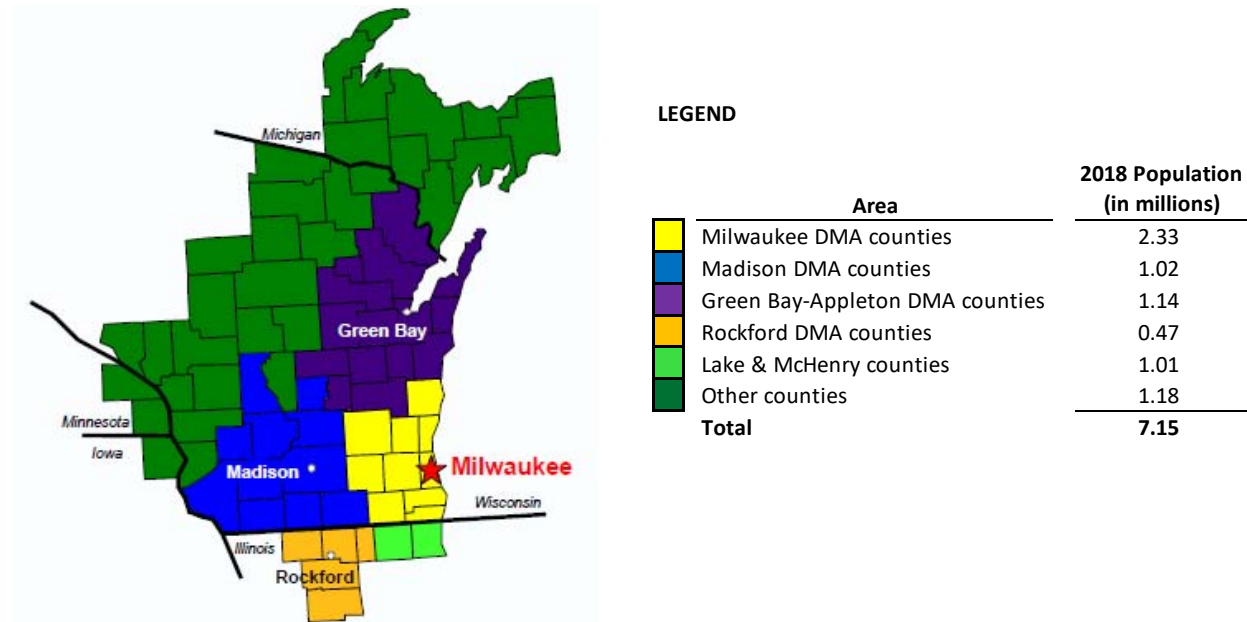 Michigan
Green Bay
Minnesota
Iowa
Madison
Milwaukee
Wisconsin
Illinois
Rockford
LEGEND
2018 Population
Area (in millions)
Milwaukee DMA counties 2.33
Madison DMA counties 1.02
Green Bay-Appleton DMA counties 1.14
Rockford DMA counties 0.47
Lake & McHenry counties 1.01
Other counties 1.18
Total 7.15